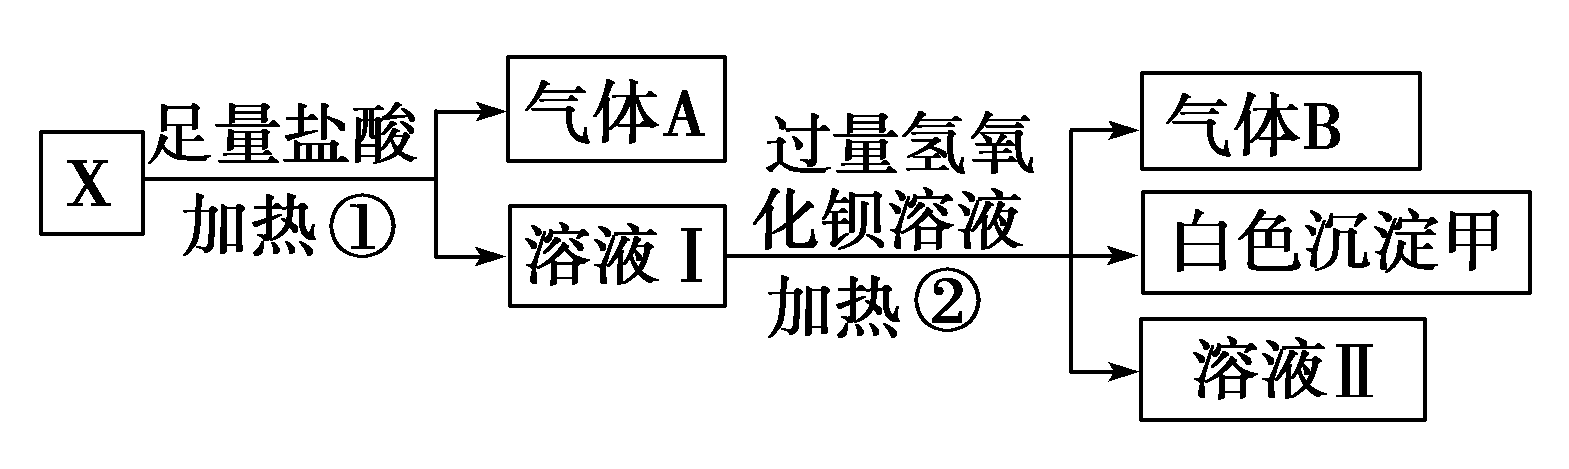 X
足量盐酸
加热①
气体A
溶液Ⅰ
过量氢氧
化钡溶液
加热②
气体B
白色沉淀甲
溶液Ⅱ